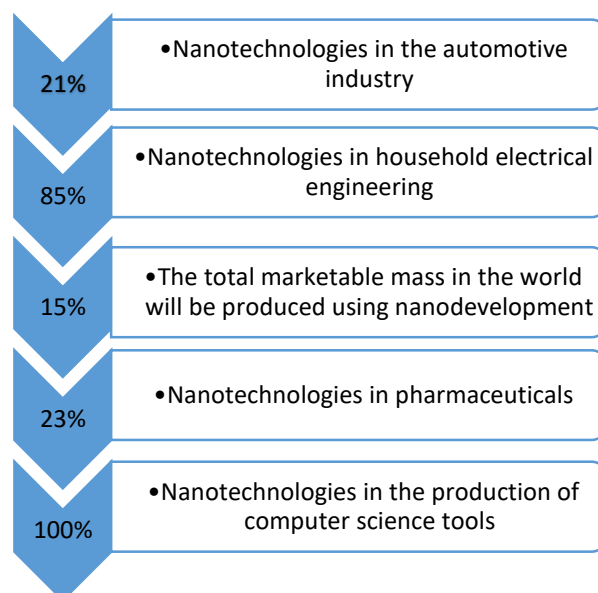 21%
•Nanotechnologies in the automotive
industry
85%
•Nanotechnologies in household electrical
engineering
15%
•The total marketable mass in the world
will be produced using nanodevelopment
23%
•Nanotechnologies in pharmaceuticals
100%
•Nanotechnologies in the production of
computer science tools